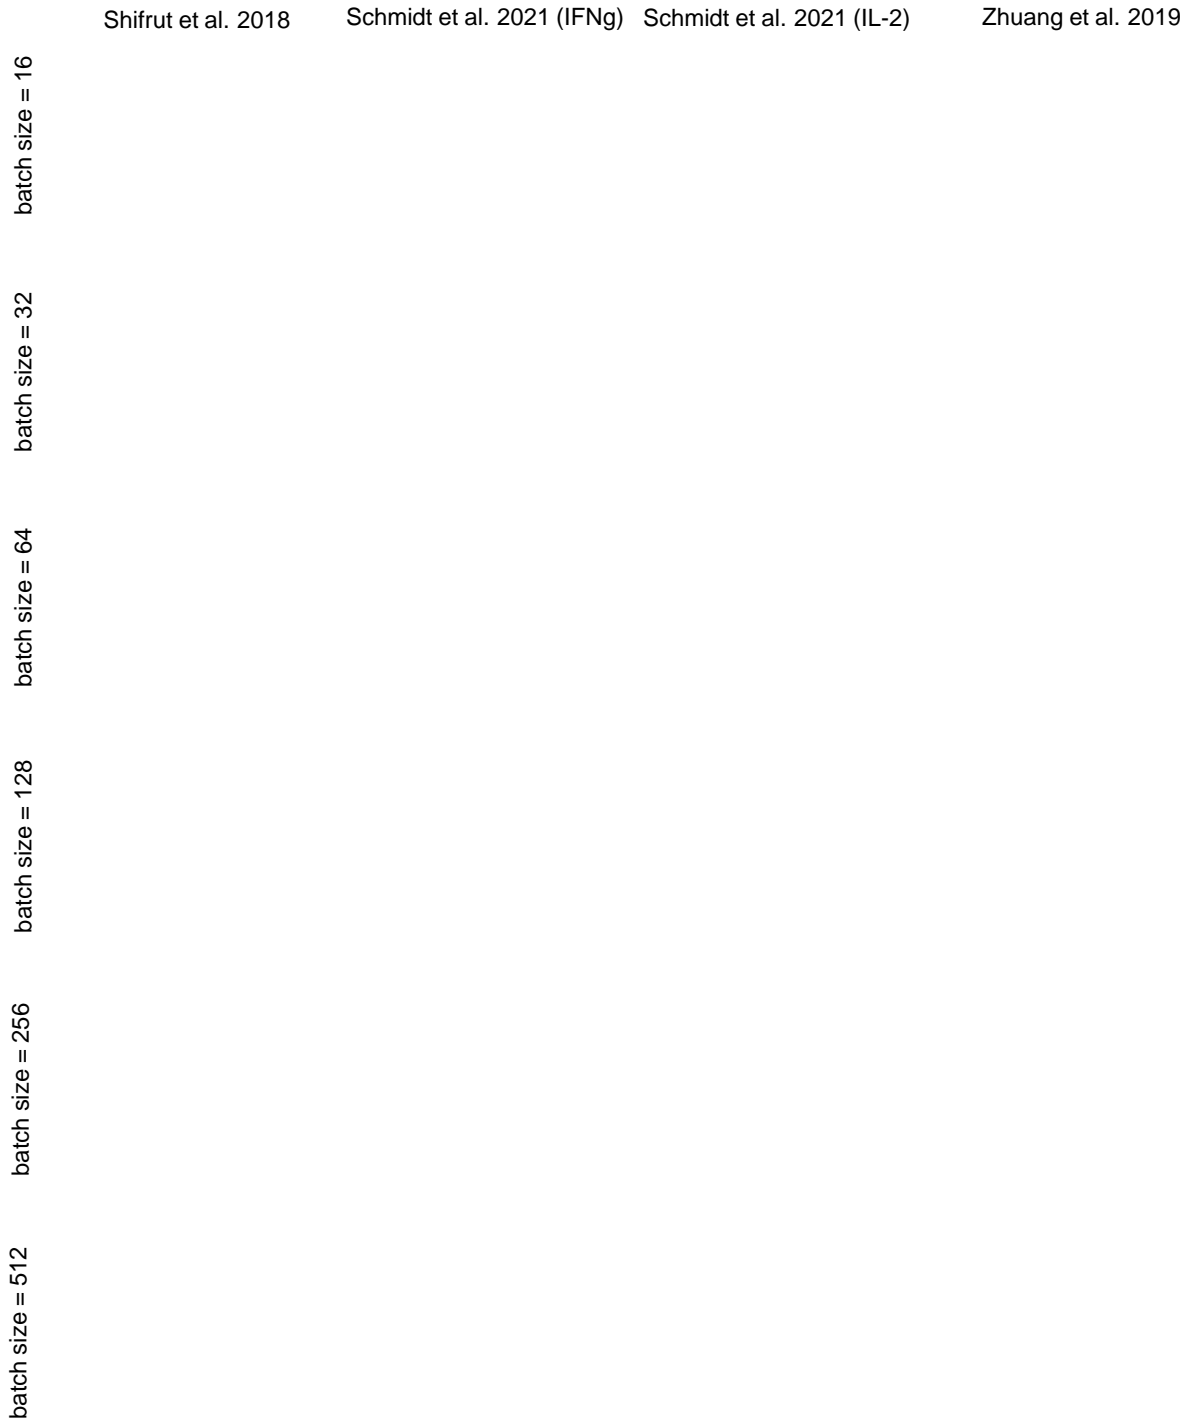 Shifrut et al. 2018
Schmidt et al. 2021 (IFNg)
Schmidt et al. 2021 (IL-2)
Zhuang et al. 2019
batch size = 16
batch size = 32
batch size = 64
batch size = 128
batch size = 256
batch size = 512